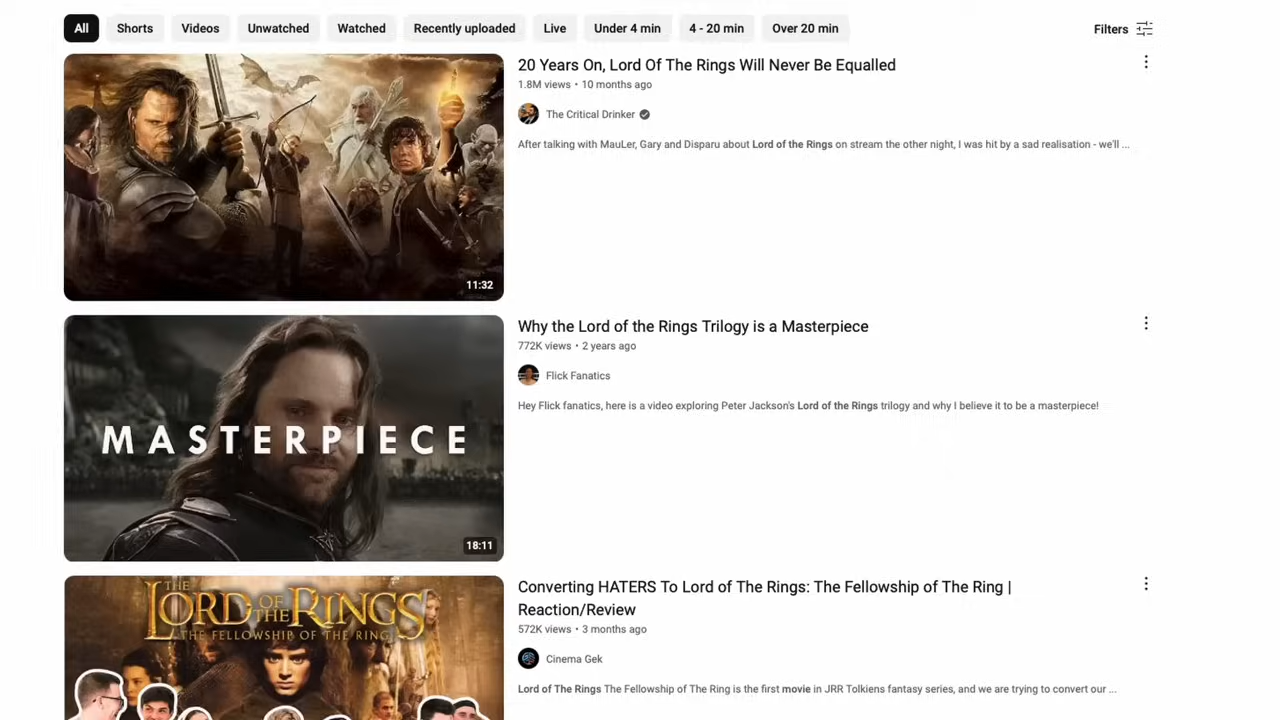 All Shorts Videos Unwatched Watched Recently uploaded Live Under 4 min 4 - 20 min Over 20 min Filters
20 Years On, Lord Of The Rings Will Never Be Equalled
1.8M views • 10 months ago
The Critical Drinker
After talking with MauLer, Gary and Disparu about Lord of the Rings on stream the other night, I was hit by a sad realisation - we'll ...
11:32
Why the Lord of the Rings Trilogy is a Masterpiece
772K views • 2 years ago
Flick Fanatics
Hey Flick fanatics, here is a video exploring Peter Jackson's Lord of the Rings trilogy and why I believe it to be a masterpiece!
MASTERPIECE
18:11
Converting HATERS To Lord of The Rings: The Fellowship of The Ring |
Reaction/Review
572K views • 3 months ago
Cinema Gek
Lord of The Rings The Fellowship of The Ring is the first movie in JRR Tolkiens fantasy series, and we are trying to convert our ...
THE
LORD OF THE RINGS
THE FELLOWSHIP OF THE RING